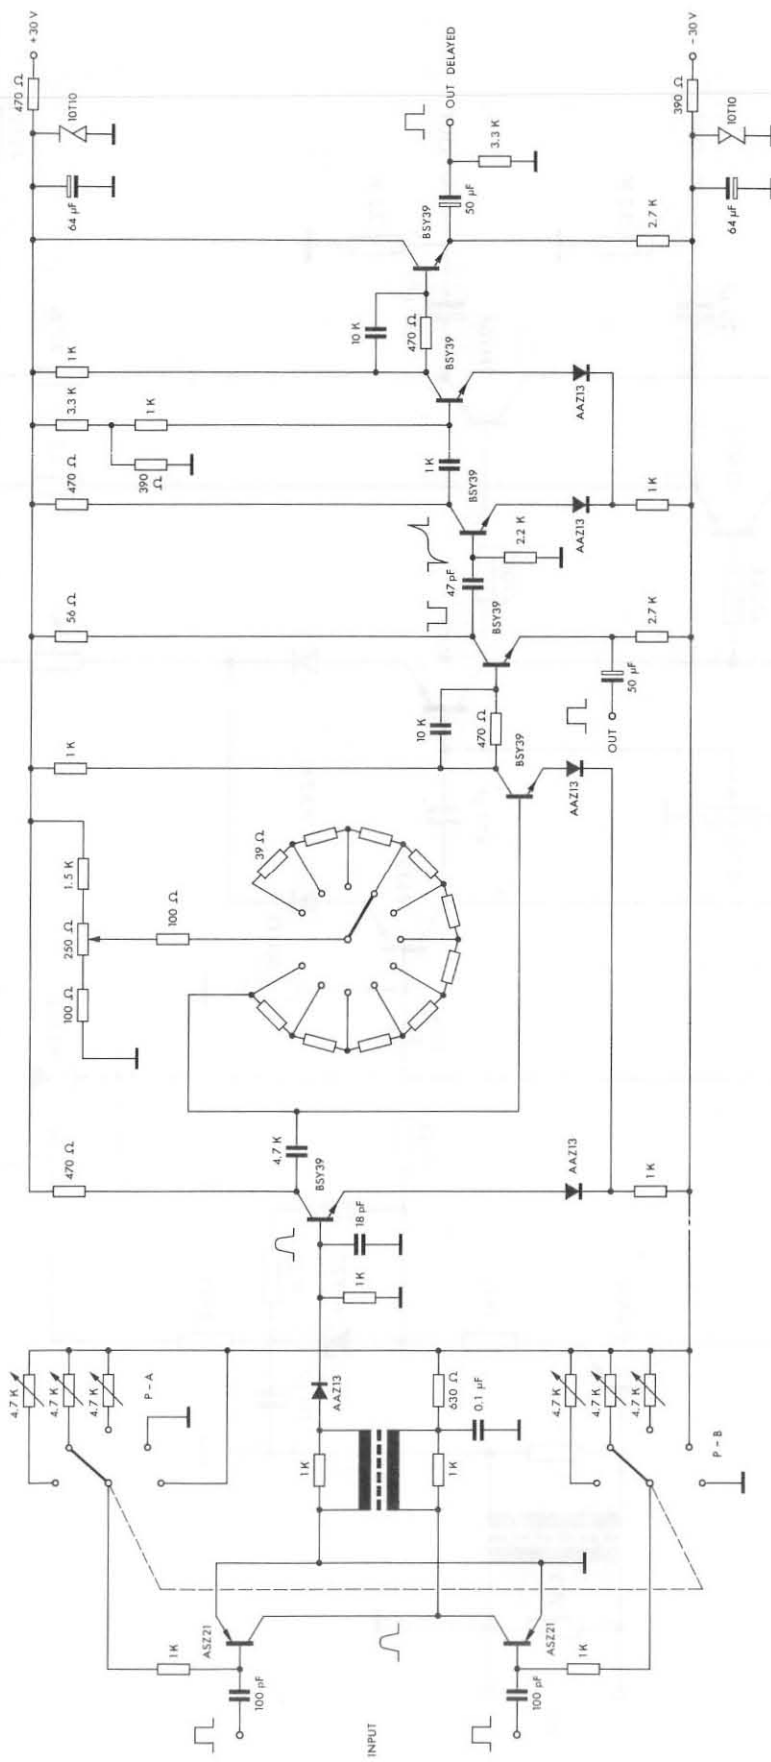 470 Ω
+30 V
10T10
64 µF
OUT DELAYED
3.3 K
50 µF
BSY39
2.7 K
390 Ω
-30 V
10T10
64 µF
1 K
10 K
470 Ω
BSY39
AAZ13
3.3 K
1 K
390 Ω
470 Ω
1 K
BSY39
AAZ13
1 K
2.2 K
47 pF
56 Ω
BSY39
2.7 K
50 µF
OUT
1 K
10 K
470 Ω
BSY39
AAZ13
1.5 K
250 Ω
100 Ω
100 Ω
39 Ω
470 Ω
4.7 K
BSY39
AAZ13
1 K
18 pF
1 K
4.7 K
4.7 K
4.7 K
P-A
AAZ13
1 K
1 K
630 Ω
0.1 µF
4.7 K
4.7 K
4.7 K
P-B
ASZ21
ASZ21
1 K
1 K
100 pF
100 pF
INPUT